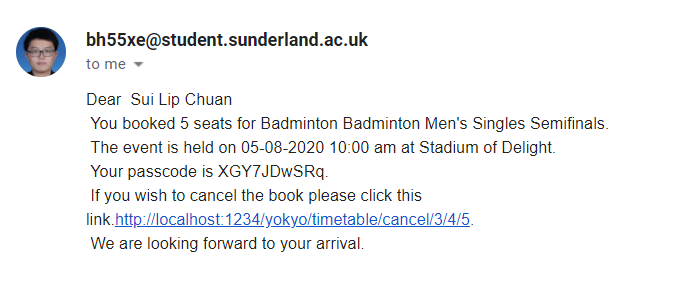 bh55xe@student.sunderland.ac.uk
to me
Dear  Sui Lip Chuan
You booked 5 seats for Badminton Badminton Men's Singles Semifinals.
The event is held on 05-08-2020 10:00 am at Stadium of Delight.
Your passcode is XGY7JDwSRq.
If you wish to cancel the book please click this
link.http://localhost:1234/yokyo/timetable/cancel/3/4/5.
We are looking forward to your arrival.